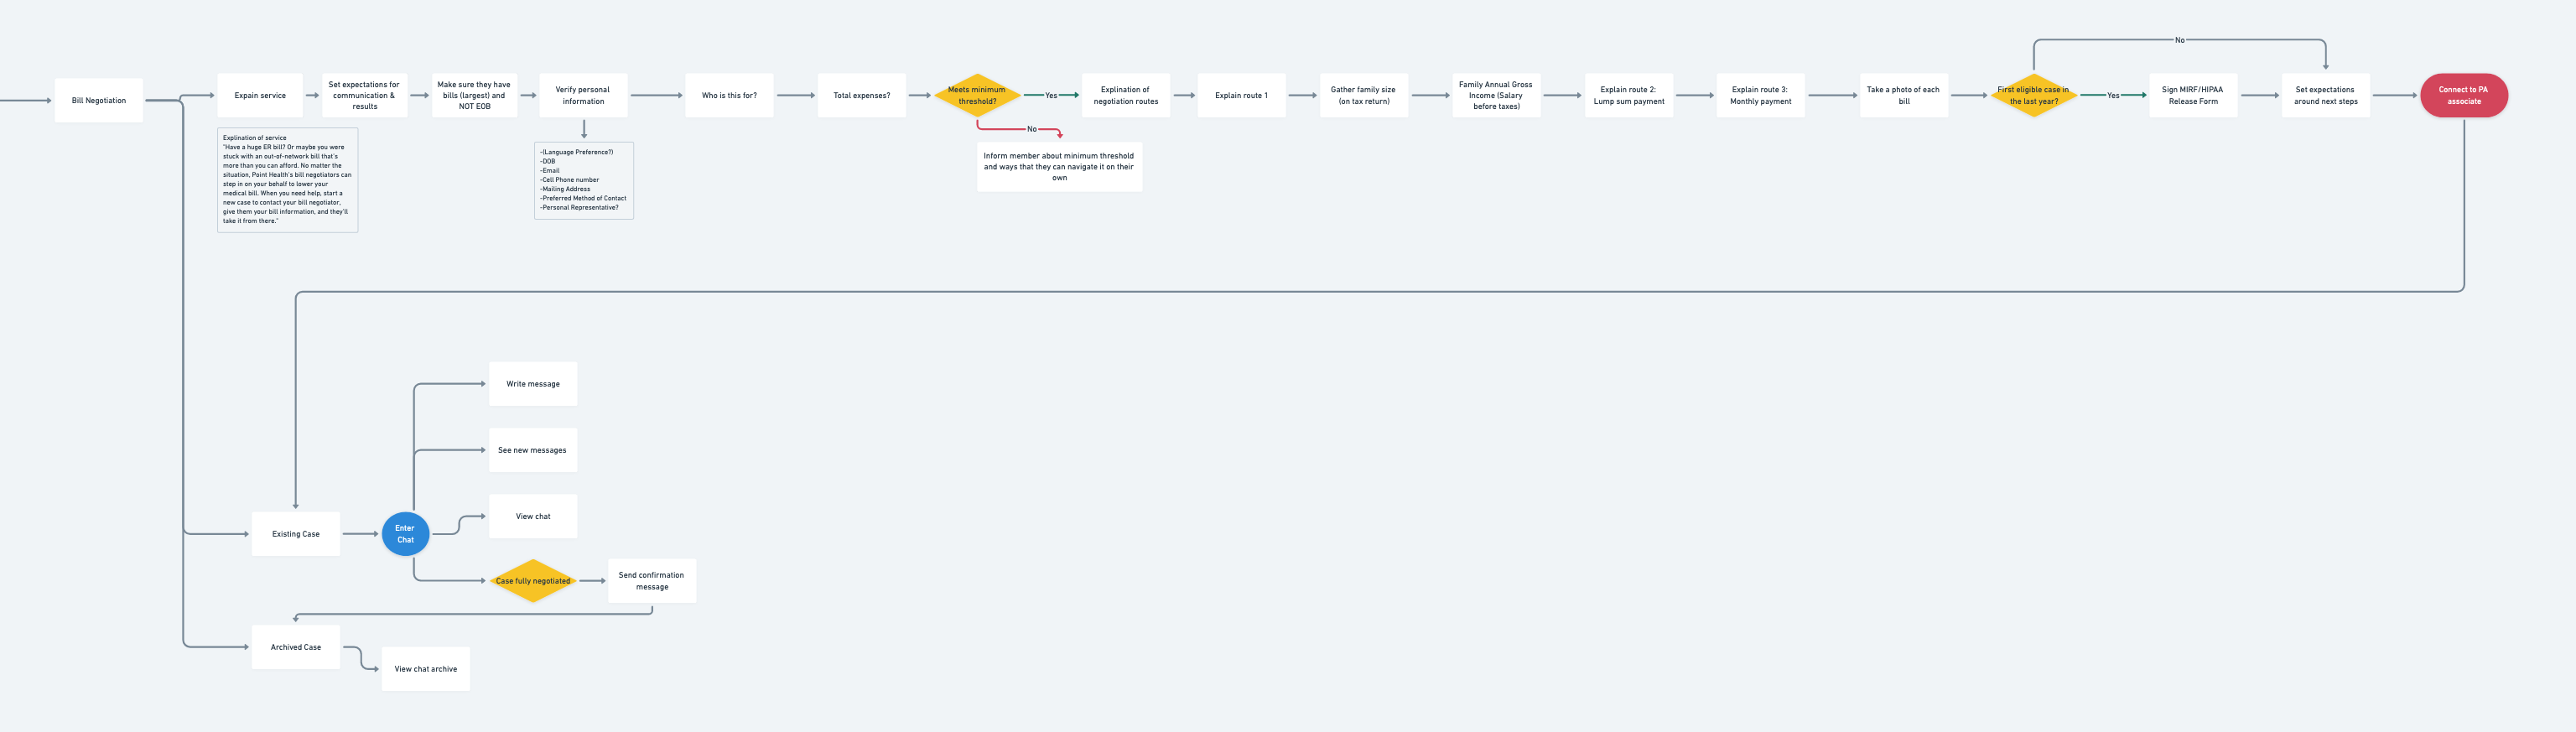 No
Bill Negotiation
Expain service
Set expectations for
communication &
results
Make sure they have
bills (largest) and
NOT EOB
Verify personal
information
Who is this for?
Total expenses?
Meets minimum
threshold?
Yes
Explination of
negotiation routes
Explain route 1
Gather family size
(on tax return)
Family Annual Gross
Income (Salary
before taxes)
Explain route 2:
Lump sum payment
Explain route 3:
Monthly payment
Take a photo of each
bill
First eligible case in
the last year?
Yes
Sign MIRF/HIPAA
Release Form
Set expectations
around next steps
Connect to PA
associate
No
Explination of service
"Have a huge ER bill? Or maybe you were
stuck with an out-of-network bill that's
more than you can afford. No matter the
situation, Point Health's bill negotiators can
step in on your behalf to lower your
medical bill. When you need help, start a
new case to contact your bill negotiator,
give them your bill information, and they'll
take it from there."
-(Language Preference?)
-DOB
-Email
-Cell Phone number
-Mailing Address
-Preferred Method of Contact
-Personal Representative?
Inform member about minimum threshold
and ways that they can navigate it on their
own
Write message
See new messages
View chat
Existing Case
Enter
Chat
Case fully negotiated
Send confirmation
message
Archived Case
View chat archive